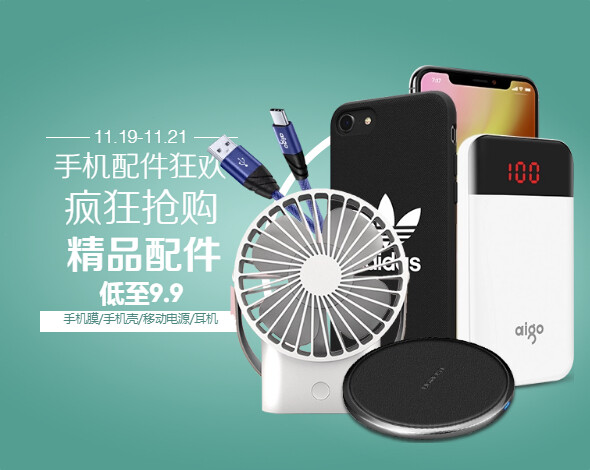 11.19-11.21
手机配件狂欢
疯狂抢购
精品配件
低至9.9
手机膜/手机壳/移动电源/耳机
aigo
adidas
100
aigo